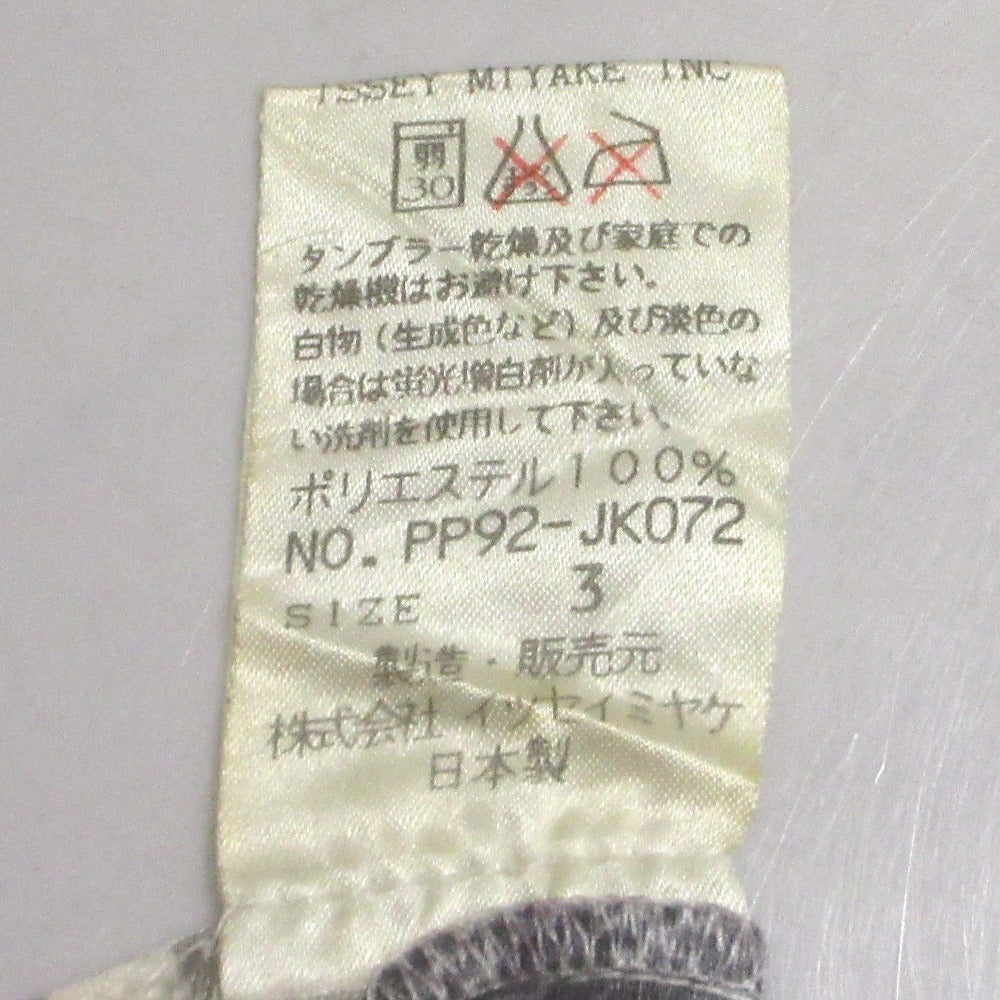 ISSEY MIYAKE INC
弱
30
タンブラー乾燥及び家庭での
乾燥機はお避け下さい。
白物(生成色など)及び淡色の
場合は蛍光増白剤が入っていな
い洗剤を使用して下さい。
ポリエステル100%
NO. PP92-JK072
SIZE 3
製造・販売元
株式会社イッセイミヤケ
日本製